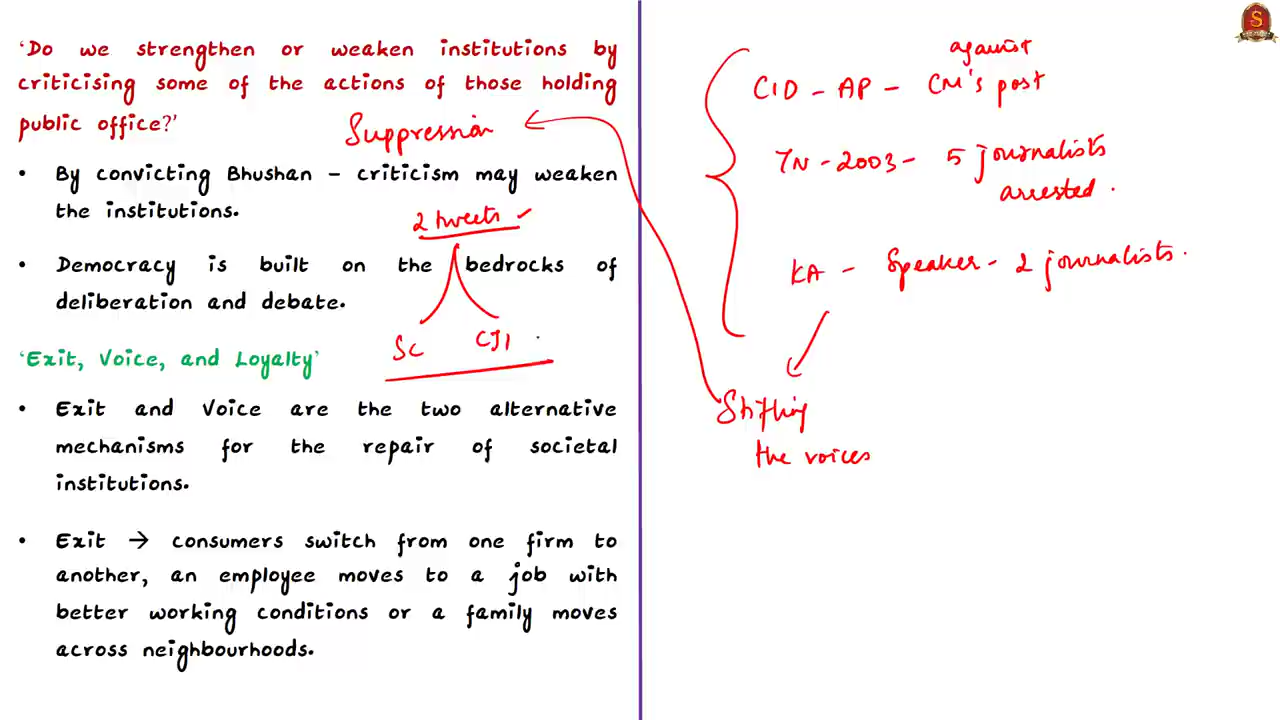 'Do we strengthen or weaken institutions by
criticising some of the actions of those holding
public office?'
Suppression
• By convicting Bhushan – criticism may weaken
the institutions.
2 tweets ✓
• Democracy is built on the bedrocks of
deliberation and debate.
SC CJI
'Exit, Voice, and Loyalty'
• Exit and Voice are the two alternative
mechanisms for the repair of societal
institutions.
• Exit → consumers switch from one firm to
another, an employee moves to a job with
better working conditions or a family moves
across neighbourhoods.
against
CID - AP - CM's post
TN - 2003 - 5 journalists
arrested.
KA - Speaker - 2 journalists.
Stifling
the voices
S